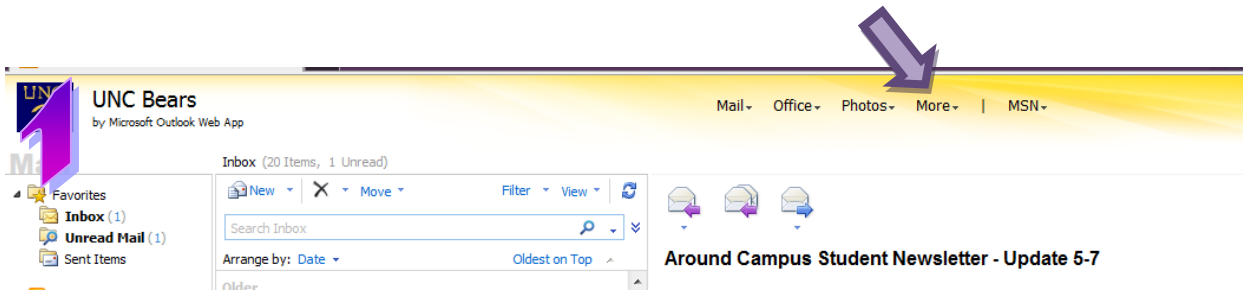 UNC
UNC Bears
by Microsoft Outlook Web App
Mail Office Photos More | MSN
Inbox (20 Items, 1 Unread)
New Move Filter View
Favorites
Inbox (1)
Search Inbox
Unread Mail (1)
Sent Items
Arrange by: Date Oldest on Top
Around Campus Student Newsletter - Update 5-7
Older
1